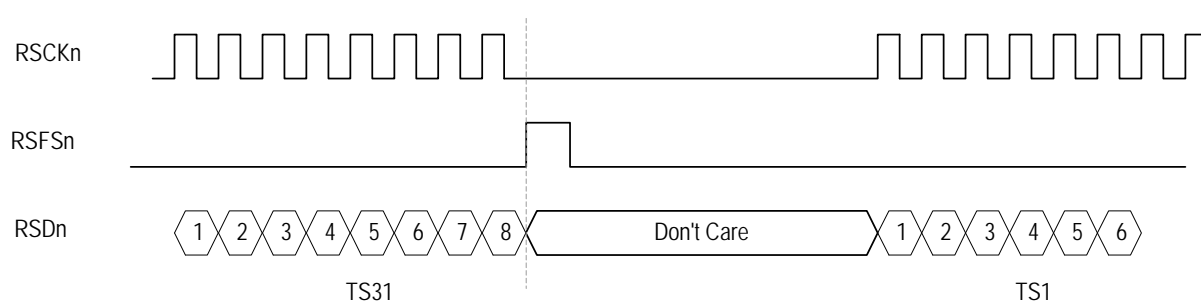 RSCKn
RSFSn
RSDn 1 2 3 4 5 6 7 8 Don't Care 1 2 3 4 5 6
TS31 TS1